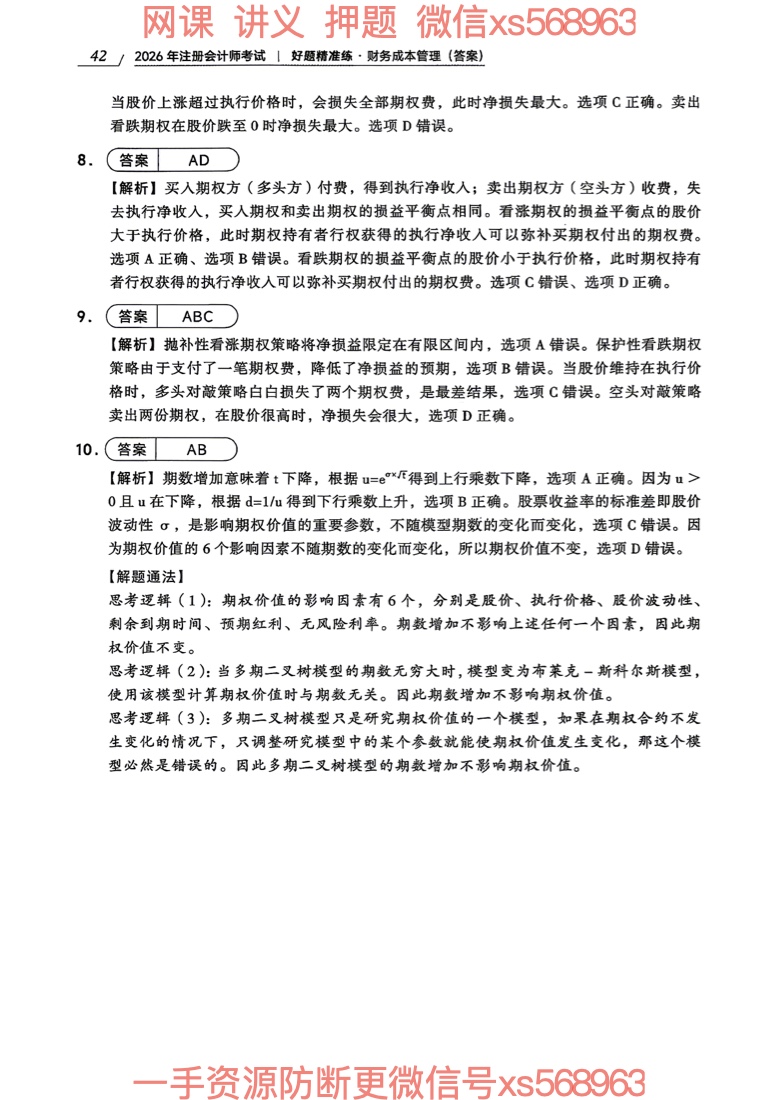 网课 讲义 押题 微信xs568963
42 / 2026年注册会计师考试 | 好题精准练·财务成本管理(答案)
当股价上涨超过执行价格时,会损失全部期权费,此时净损失最大。选项C正确。卖出
看跌期权在股价跌至0时净损失最大。选项D错误。
8. 答案 AD
【解析】买入期权方(多头方)付费,得到执行净收入;卖出期权方(空头方)收费,失
去执行净收入,买入期权和卖出期权的损益平衡点相同。看涨期权的损益平衡点的股价
大于执行价格,此时期权持有者行权获得的执行净收入可以弥补买期权付出的期权费。
选项A正确、选项B错误。看跌期权的损益平衡点的股价小于执行价格,此时期权持有
者行权获得的执行净收入可以弥补买期权付出的期权费。选项C错误、选项D正确。
9. 答案 ABC
【解析】抛补性看涨期权策略将净损益限定在有限区间内,选项A错误。保护性看跌期权
策略由于支付了一笔期权费,降低了净损益的预期,选项B错误。当股价维持在执行价
格时,多头对敲策略白白损失了两个期权费,是最差结果,选项C错误。空头对敲策略
卖出两份期权,在股价很高时,净损失会很大,选项D正确。
10. 答案 AB
【解析】期数增加意味着t下降,根据u=e^σ×√t得到上行乘数下降,选项A正确。因为u>
0且u在下降,根据d=1/u得到下行乘数上升,选项B正确。股票收益率的标准差即股价
波动性σ,是影响期权价值的重要参数,不随模型期数的变化而变化,选项C错误。因
为期权价值的6个影响因素不随期数的变化而变化,所以期权价值不变,选项D错误。
【解题通法】
思考逻辑(1):期权价值的影响因素有6个,分别是股价、执行价格、股价波动性、
剩余到期时间、预期红利、无风险利率。期数增加不影响上述任何一个因素,因此期
权价值不变。
思考逻辑(2):当多期二叉树模型的期数无穷大时,模型变为布莱克-斯科尔斯模型,
使用该模型计算期权价值时与期数无关。因此期数增加不影响期权价值。
思考逻辑(3):多期二叉树模型只是研究期权价值的一个模型,如果在期权合约不发
生变化的情况下,只调整研究模型中的某个参数就能使期权价值发生变化,那这个模
型必然是错误的。因此多期二叉树模型的期数增加不影响期权价值。
一手资源防断更微信号xs568963